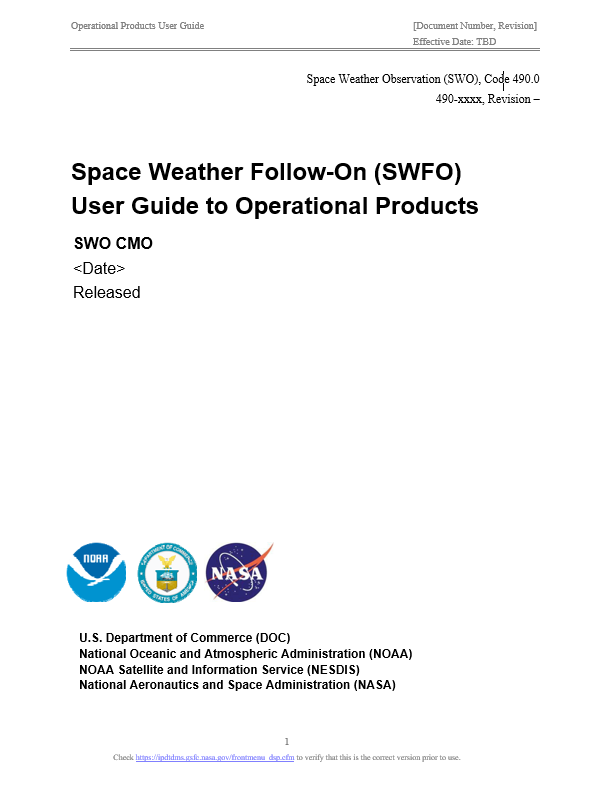 Operational Products User Guide [Document Number, Revision]
Effective Date: TBD
Space Weather Observation (SWO), Code 490.0
490-xxxx, Revision –
Space Weather Follow-On (SWFO)
User Guide to Operational Products
SWO CMO
<Date>
Released
NOAA
DEPARTMENT OF COMMERCE
UNITED STATES OF AMERICA
NASA
U.S. Department of Commerce (DOC)
National Oceanic and Atmospheric Administration (NOAA)
NOAA Satellite and Information Service (NESDIS)
National Aeronautics and Space Administration (NASA)
1
Check https://ipdtdms.gsfc.nasa.gov/frontmenu_dsp.cfm to verify that this is the correct version prior to use.